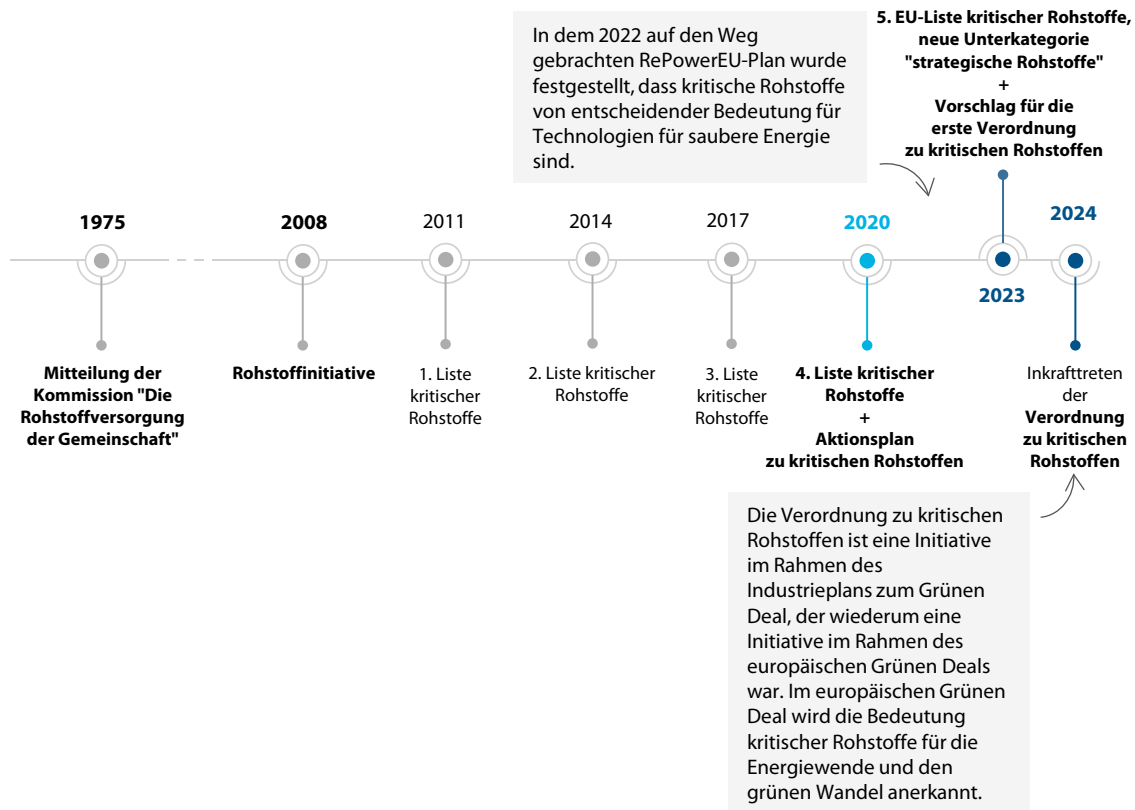 In dem 2022 auf den Weg
gebrachten RePowerEU-Plan wurde
festgestellt, dass kritische Rohstoffe
von entscheidender Bedeutung für
Technologien für saubere Energie
sind.
5. EU-Liste kritischer Rohstoffe,
neue Unterkategorie
"strategische Rohstoffe"
+
Vorschlag für die
erste Verordnung
zu kritischen Rohstoffen
1975
Mitteilung der
Kommission "Die
Rohstoffversorgung
der Gemeinschaft"
2008
Rohstoffinitiative
2011
1. Liste
kritischer
Rohstoffe
2014
2. Liste kritischer
Rohstoffe
2017
3. Liste
kritischer
Rohstoffe
2020
4. Liste kritischer
Rohstoffe
+
Aktionsplan
zu kritischen Rohstoffen
2023
2024
Inkrafttreten
der
Verordnung
zu kritischen
Rohstoffen
Die Verordnung zu kritischen
Rohstoffen ist eine Initiative
im Rahmen des
Industrieplans zum Grünen
Deal, der wiederum eine
Initiative im Rahmen des
europäischen Grünen Deals
war. Im europäischen Grünen
Deal wird die Bedeutung
kritischer Rohstoffe für die
Energiewende und den
grünen Wandel anerkannt.